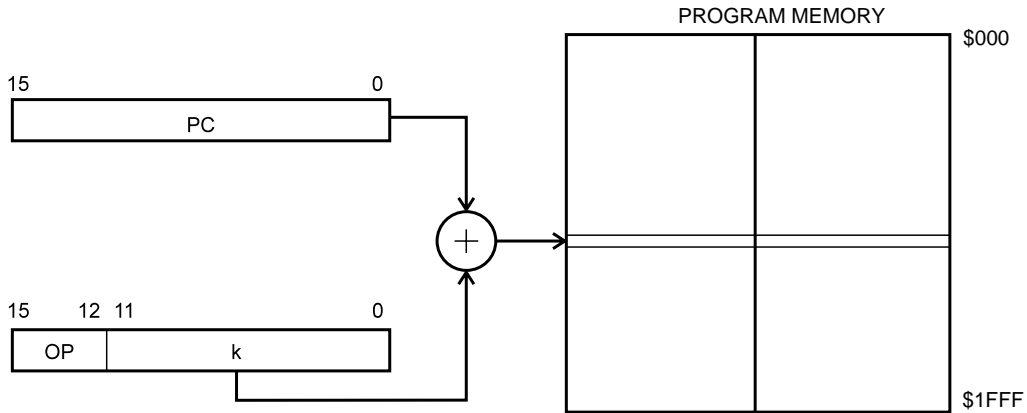 PROGRAM MEMORY
$000
15 0
PC
+
15 12 11 0
OP k
$1FFF